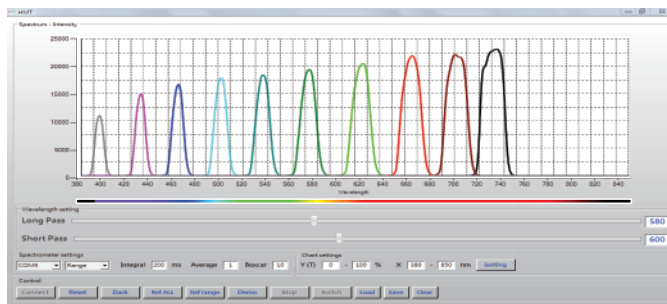 HMT
Spectrum - Intensity
25000
20000
15000
10000
5000
0
380 400 420 440 460 480 500 520 540 560 580 600 620 640 660 680 700 720 740 760 780 800 820 840
Wavelength
Wavelength setting
Long Pass 580
Short Pass 600
Spectrometer settings Chart settings
Range Integral 200 ms Average 1 Boxcar 10 Y (T) 0 - 100 % X 380 - 850 nm Setting
Control
Connect Reset Dark Ref ALL Ref range Demo Stop Switch Load Save Clear